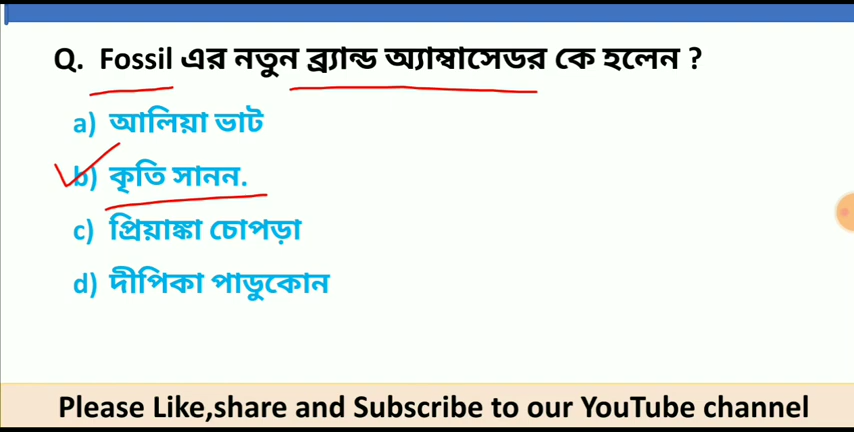 Q. Fossil এর নতুন ব্র্যান্ড অ্যাম্বাসেডর কে হলেন ?
a) আলিয়া ভাট
b) কৃতি সানন.
c) প্রিয়াঙ্কা চোপড়া
d) দীপিকা পাডুকোন
Please Like,share and Subscribe to our YouTube channel